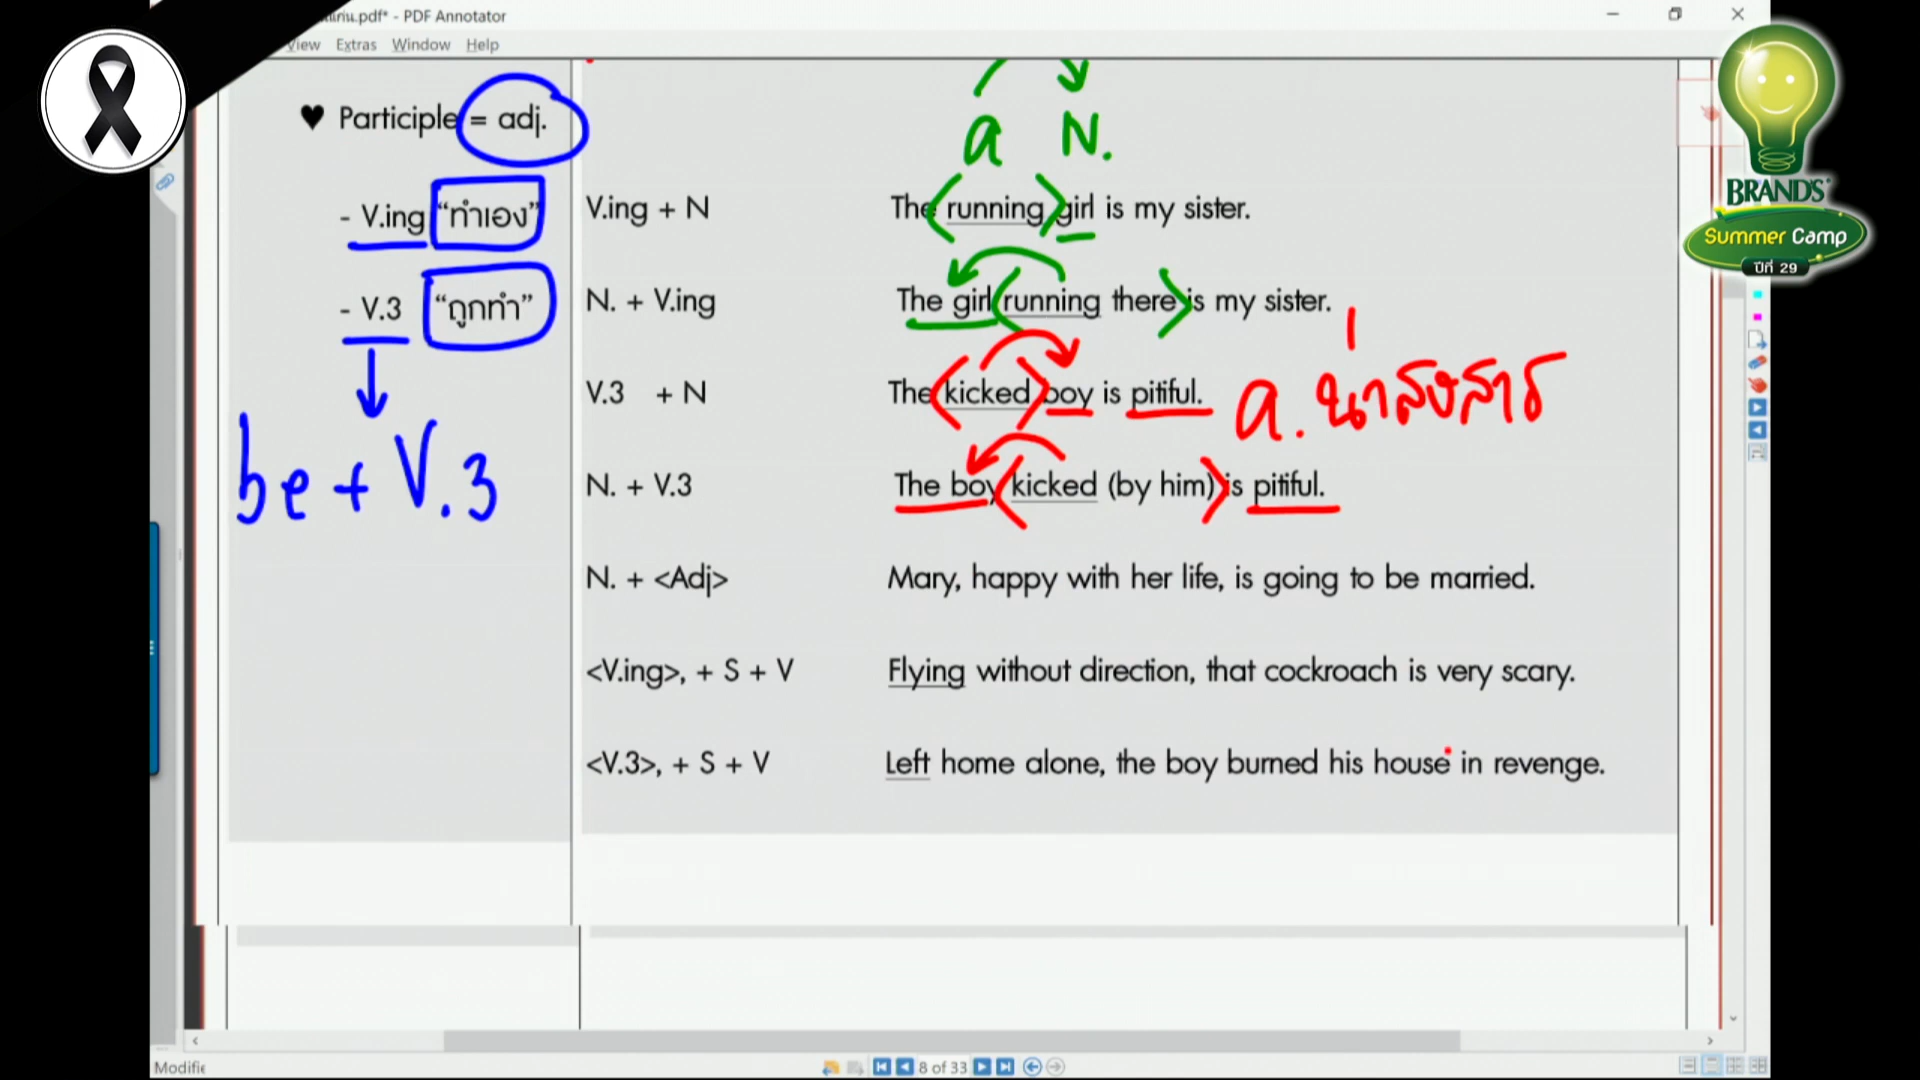 .pdf* - PDF Annotator
View Extras Window Help
a N.
♥ Participle = adj.
- V.ing "ทำเอง" V.ing + N The running girl is my sister.
- V.3 "ถูกทำ" N. + V.ing The girl running there is my sister.
V.3 + N The kicked boy is pitiful. a. น่าสงสาร
be + V.3 N. + V.3 The boy kicked (by him) is pitiful.
N. + <Adj> Mary, happy with her life, is going to be married.
<V.ing>, + S + V Flying without direction, that cockroach is very scary.
<V.3>, + S + V Left home alone, the boy burned his house in revenge.
BRAND'S
Summer Camp
ปีที่ 29
8 of 33